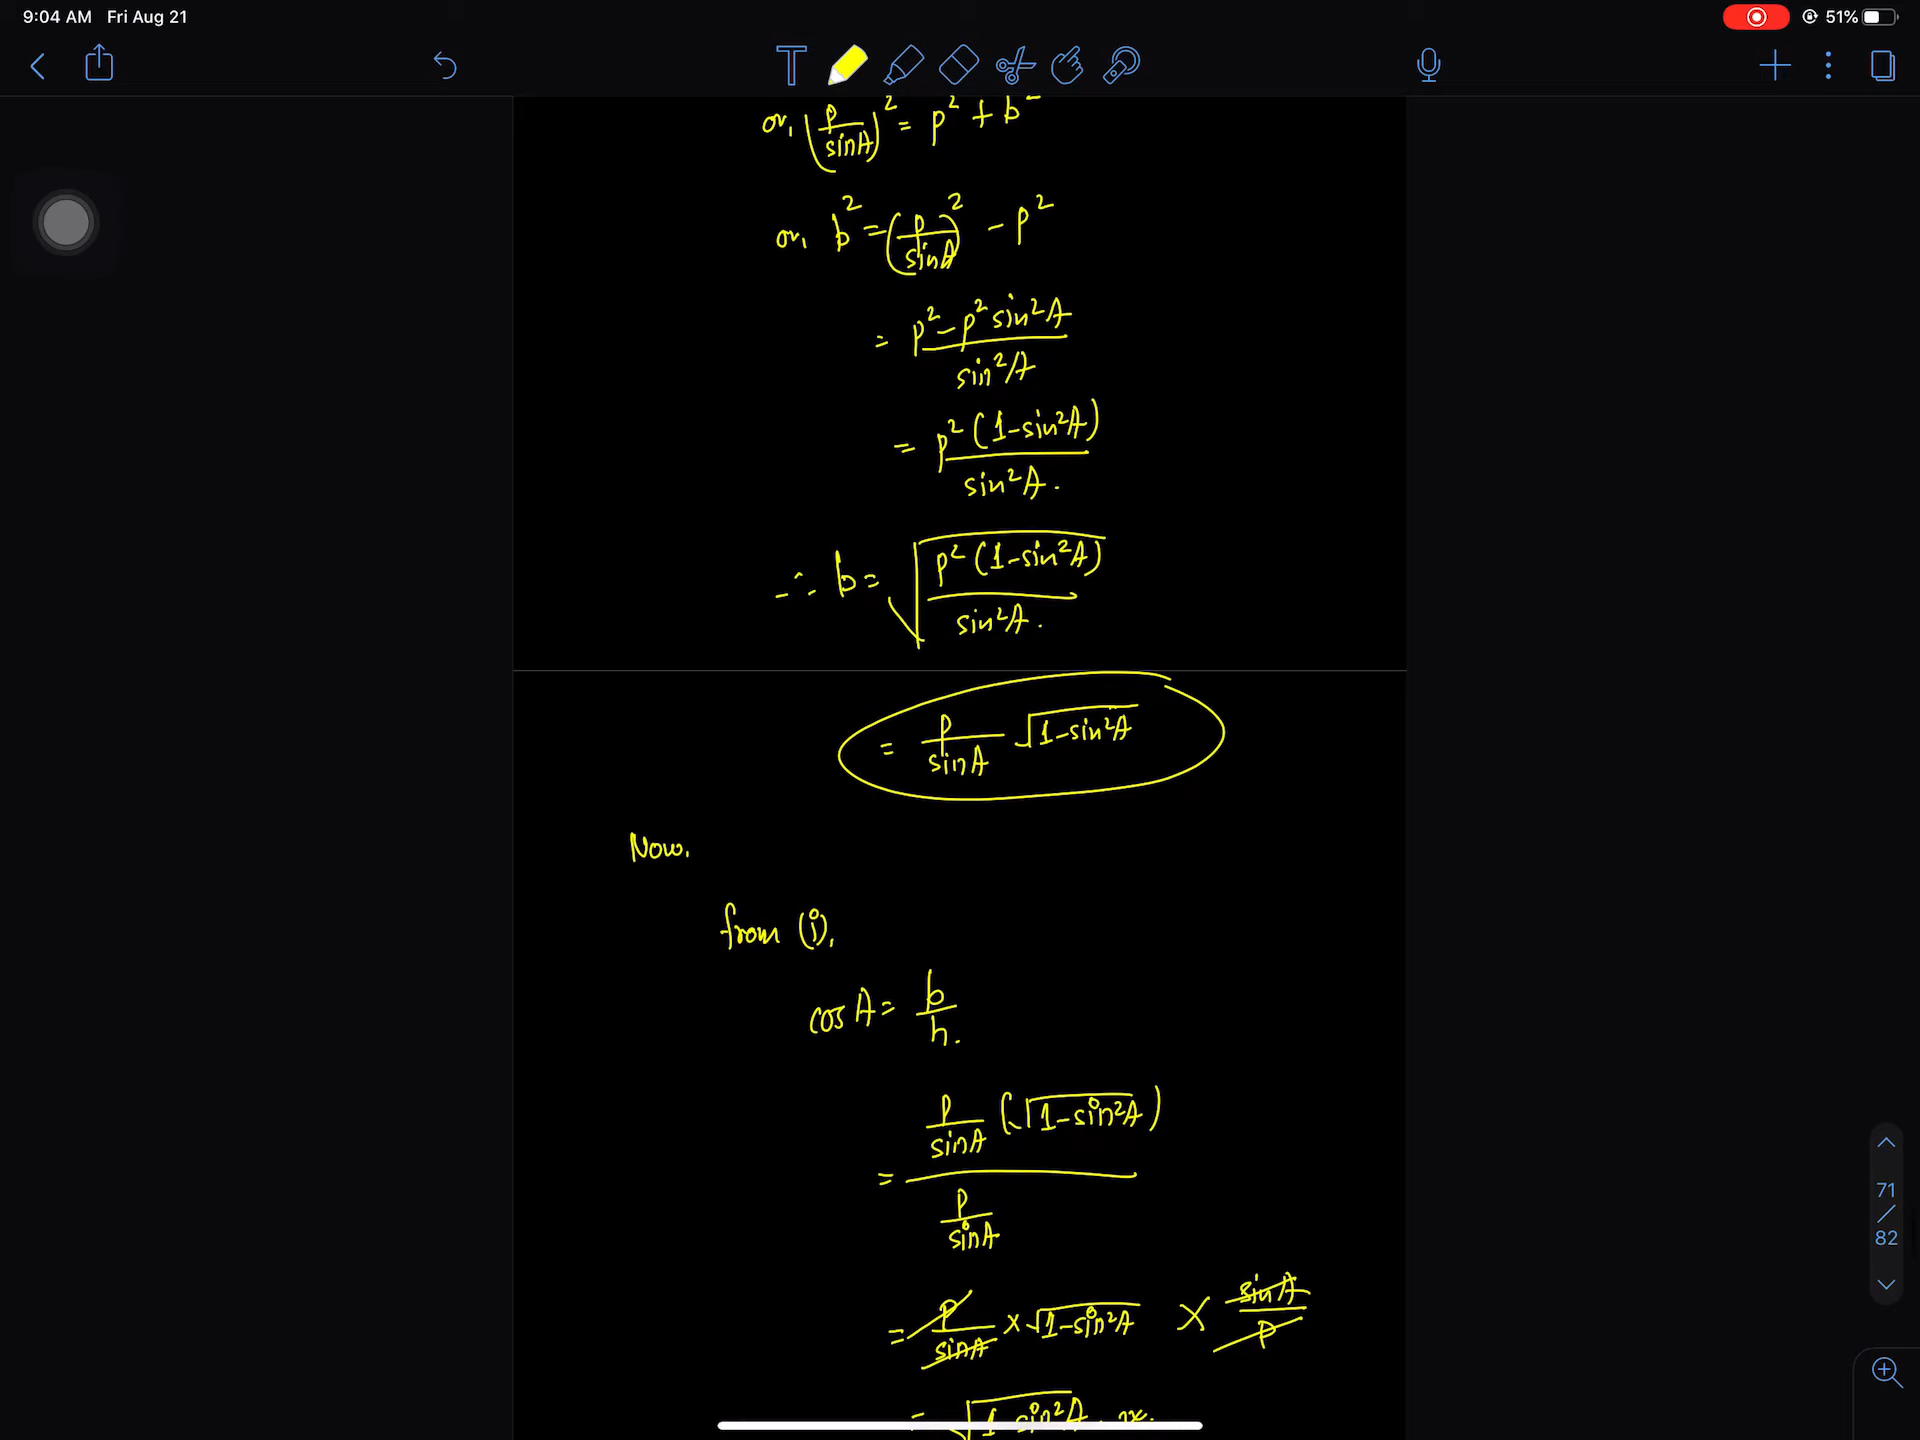 9:04 AM Fri Aug 21
51%
T
or, (p/sinA)² = p² + b²
or, b² = (p/sinA)² - p²
= (p² - p² sin²A)/sin²A
= p² (1-sin²A)/sin²A.
∴ b = √(p² (1-sin²A)/sin²A.)
= p/sinA √(1-sin²A)
Now,
from (i),
cos A = b/h.
= (p/sinA (√(1-sin²A)))/(p/sinA)
= p/sinA × √(1-sin²A) × sinA/p
= √(1-sin²A)
71
/
82